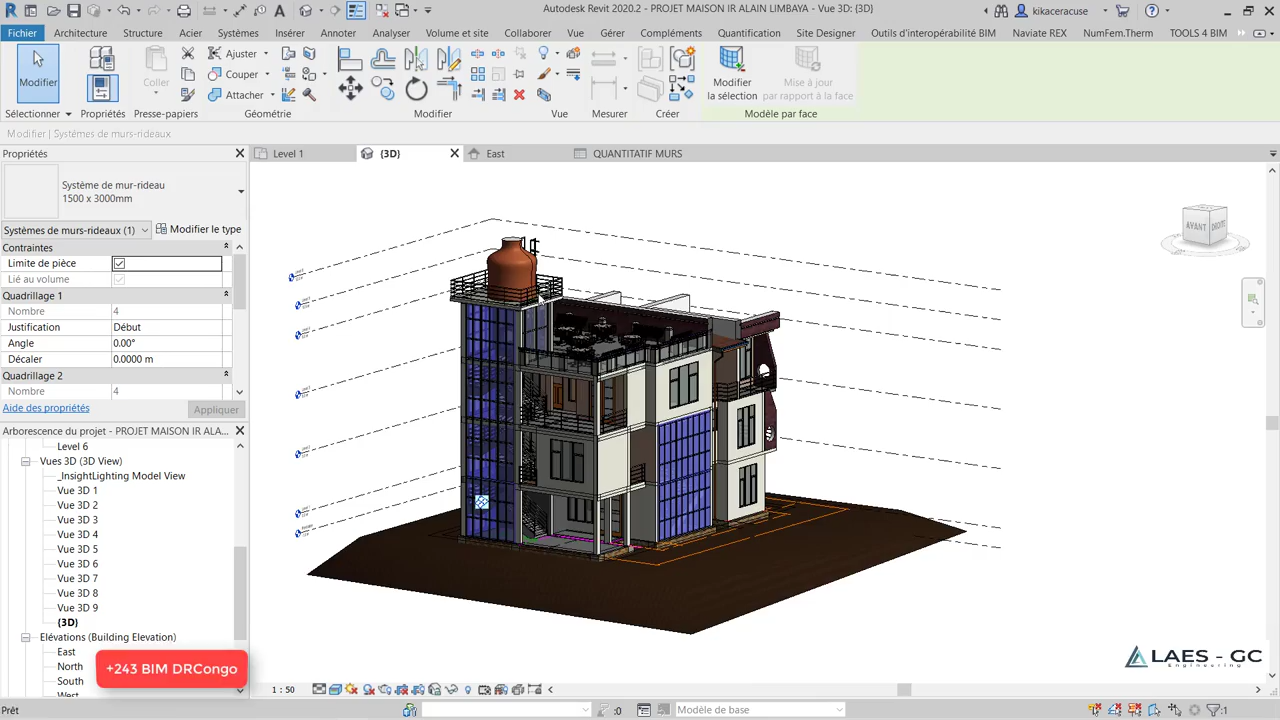 Autodesk Revit 2020.2 - PROJET MAISON IR ALAIN LIMBAYA - Vue 3D: {3D}
kikaceracuse
Fichier Architecture Structure Acier Systèmes Insérer Annoter Analyser Volume et site Collaborer Vue Gérer Compléments Quantification Site Designer Outils d'interopérabilité BIM Naviate REX NumFem.Therm TOOLS 4 BIM
Modifier
Coller
Ajuster
Couper
Attacher
Modifier la sélection
Mise à jour par rapport à la face
Sélectionner Propriétés Presse-papiers Géométrie Modifier Vue Mesurer Créer Modèle par face
Modifier | Systèmes de murs-rideaux
Propriétés
Level 1 {3D} East QUANTITATIF MURS
Système de mur-rideau
1500 x 3000mm
Systèmes de murs-rideaux (1) Modifier le type
Contraintes
Limite de pièce
Lié au volume
Quadrillage 1
Nombre 4
Justification Début
Angle 0.00°
Décaler 0.0000 m
Quadrillage 2
Nombre 4
Aide des propriétés Appliquer
Arborescence du projet - PROJET MAISON IR ALA...
Level 6
Vues 3D (3D View)
_InsightLighting Model View
Vue 3D 1
Vue 3D 2
Vue 3D 3
Vue 3D 4
Vue 3D 5
Vue 3D 6
Vue 3D 7
Vue 3D 8
Vue 3D 9
{3D}
Elévations (Building Elevation)
East
North
South
West
+243 BIM DRCongo
AVANT DROITE
LAES - GC
Engineering
1 : 50
Prêt
:0
Modèle de base
:1